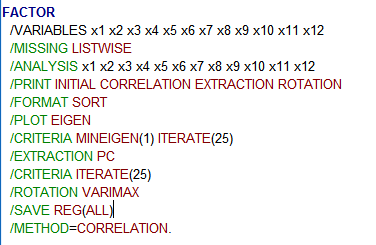 FACTOR
/VARIABLES x1 x2 x3 x4 x5 x6 x7 x8 x9 x10 x11 x12
/MISSING LISTWISE
/ANALYSIS x1 x2 x3 x4 x5 x6 x7 x8 x9 x10 x11 x12
/PRINT INITIAL CORRELATION EXTRACTION ROTATION
/FORMAT SORT
/PLOT EIGEN
/CRITERIA MINEIGEN(1) ITERATE(25)
/EXTRACTION PC
/CRITERIA ITERATE(25)
/ROTATION VARIMAX
/SAVE REG(ALL)
/METHOD=CORRELATION.